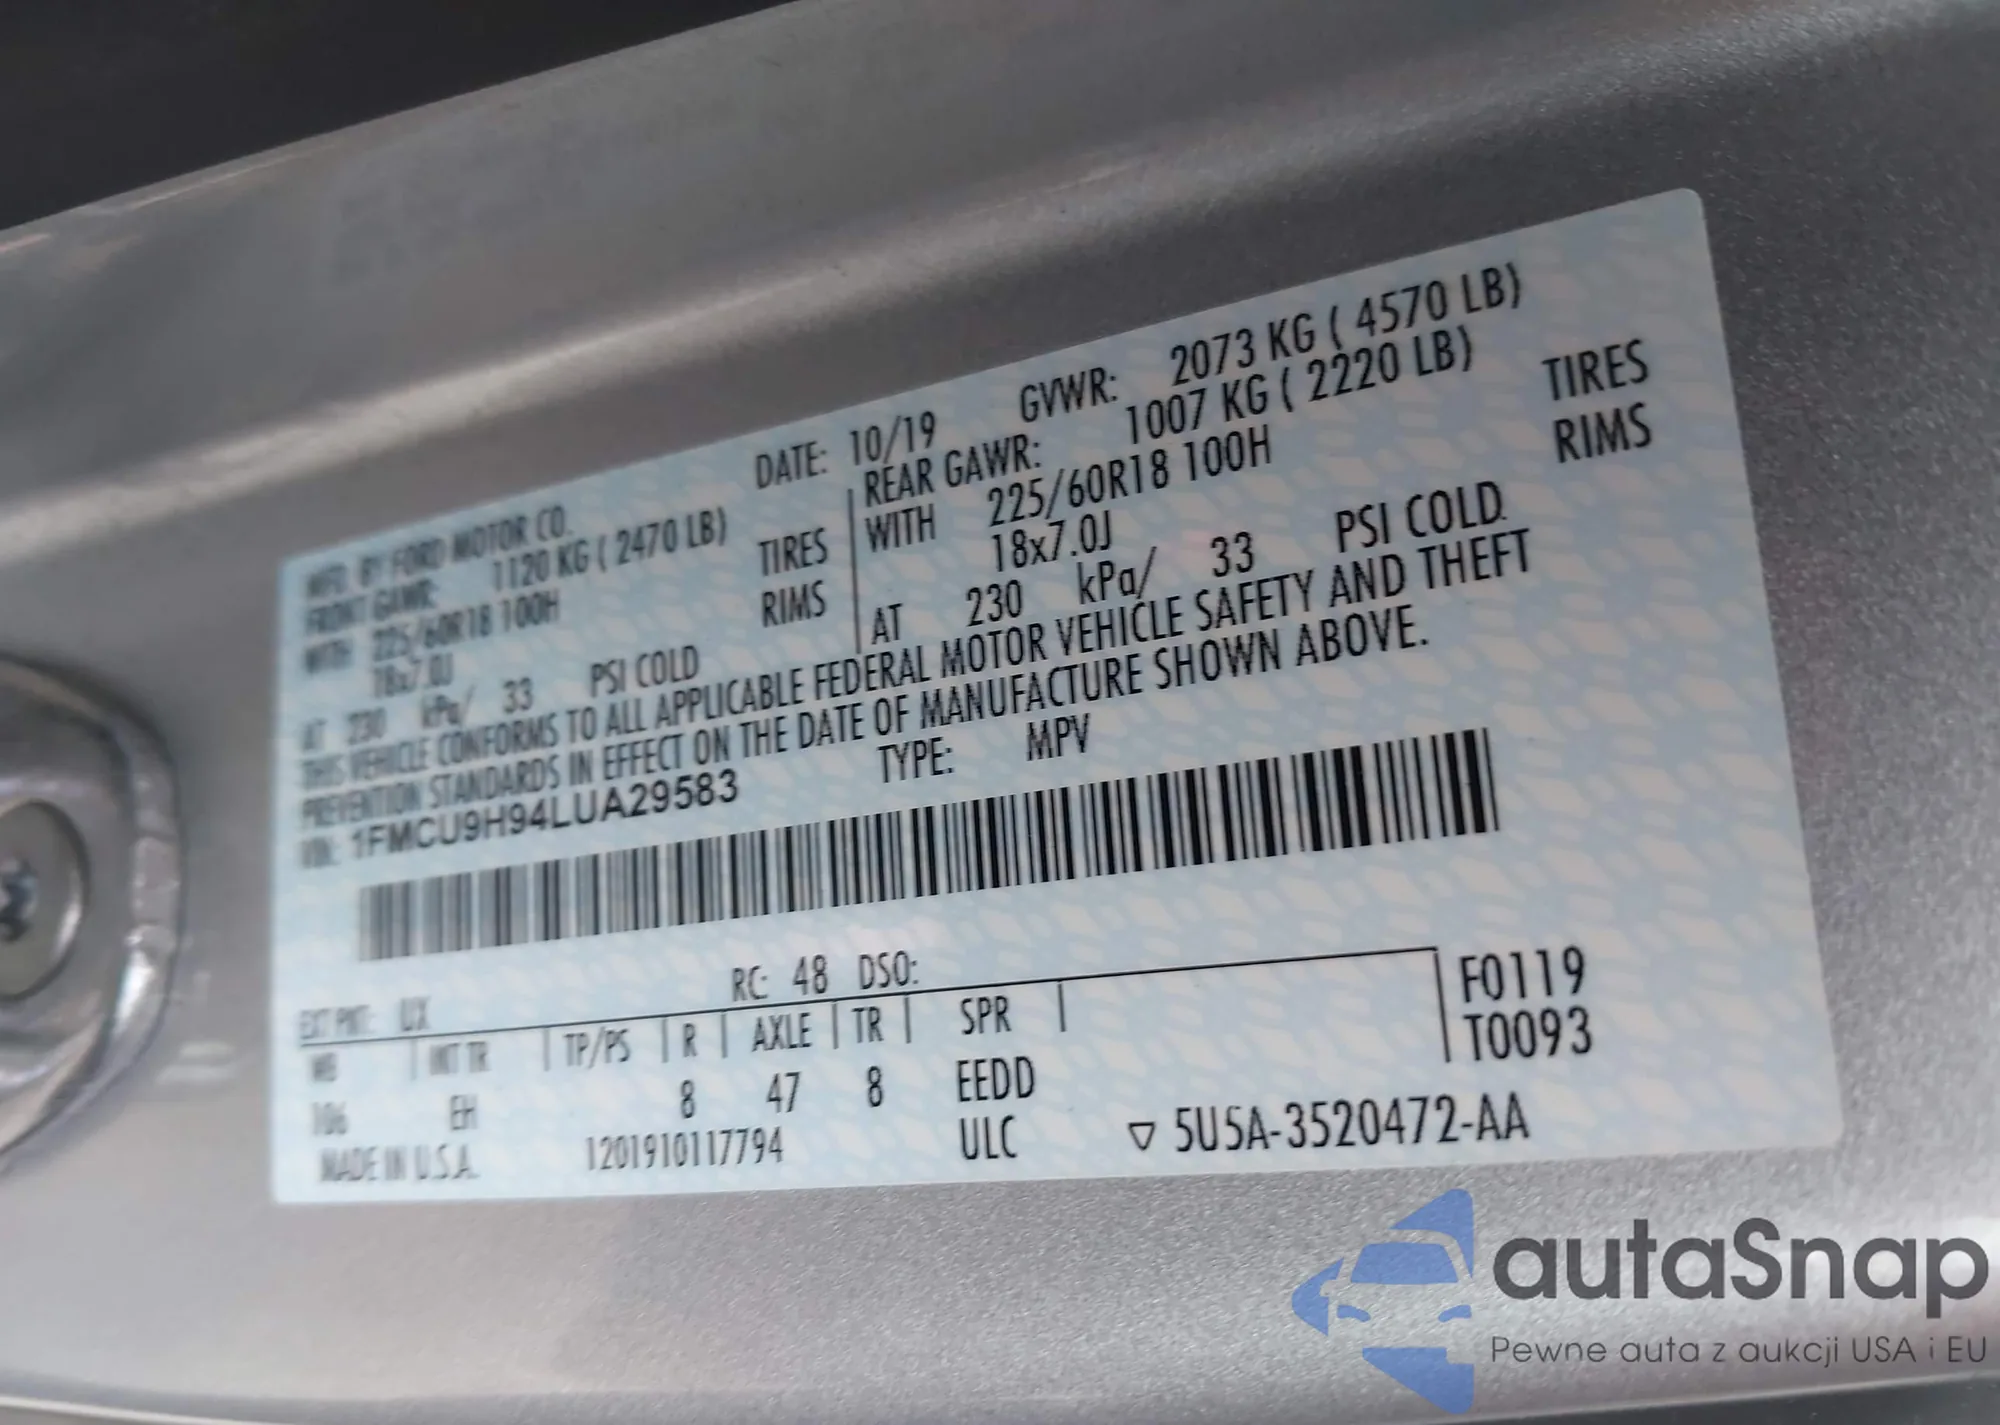 MFD. BY FORD MOTOR CO.
DATE: 10/19 GVWR: 2073 KG ( 4570 LB)
FRONT GAWR: 1120 KG ( 2470 LB) REAR GAWR: 1007 KG ( 2220 LB)
WITH 225/60R18 100H TIRES WITH 225/60R18 100H TIRES
18x7.0J RIMS 18x7.0J RIMS
AT 230 kPa/ 33 PSI COLD AT 230 kPa/ 33 PSI COLD
THIS VEHICLE CONFORMS TO ALL APPLICABLE FEDERAL MOTOR VEHICLE SAFETY AND THEFT
PREVENTION STANDARDS IN EFFECT ON THE DATE OF MANUFACTURE SHOWN ABOVE.
VIN: 1FMCU9H94LUA29583 TYPE: MPV
EXT PNT: UX RC: 48 DSO: F0119
WB INT TR TP/PS R AXLE TR SPR T0093
106 EH 8 47 8 EEDD
MADE IN U.S.A. 1201910117794 ULC ▽ 5U5A-3520472-AA
autaSnap
Pewne auta z aukcji USA i EU